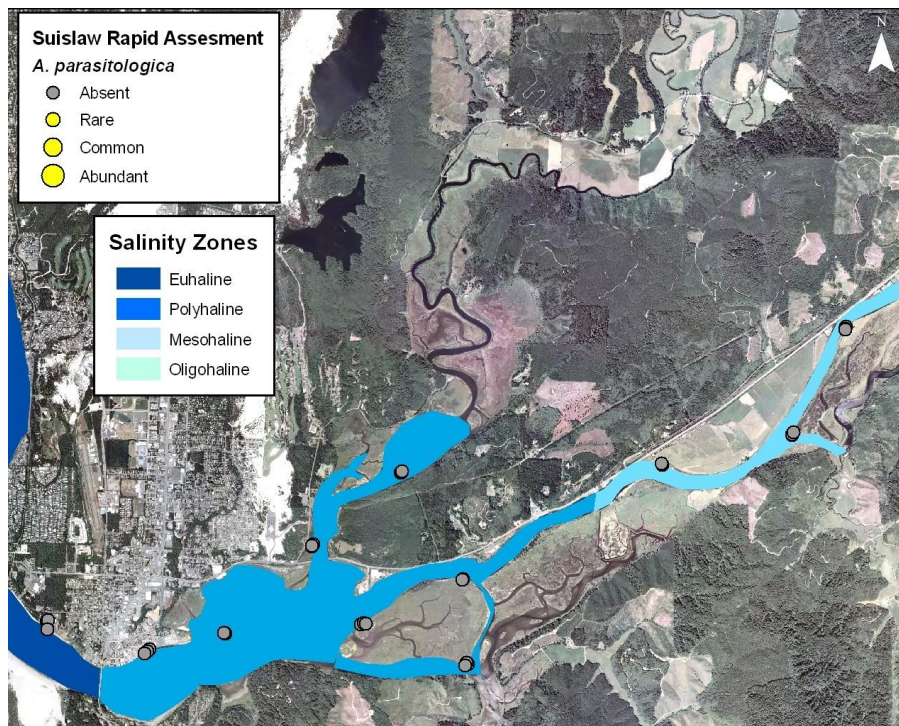 Suislaw Rapid Assesment
A. parasitologica
Absent
Rare
Common
Abundant
Salinity Zones
Euhaline
Polyhaline
Mesohaline
Oligohaline
N